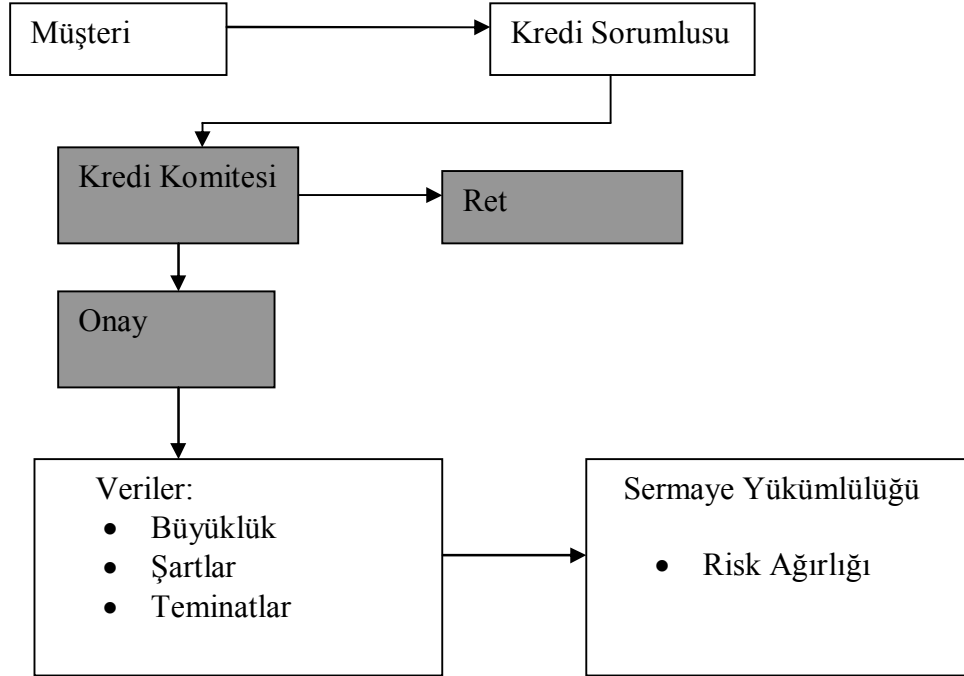 Müşteri
Kredi Sorumlusu
Kredi Komitesi
Ret
Onay
Veriler:
• Büyüklük
• Şartlar
• Teminatlar
Sermaye Yükümlülüğü
• Risk Ağırlığı